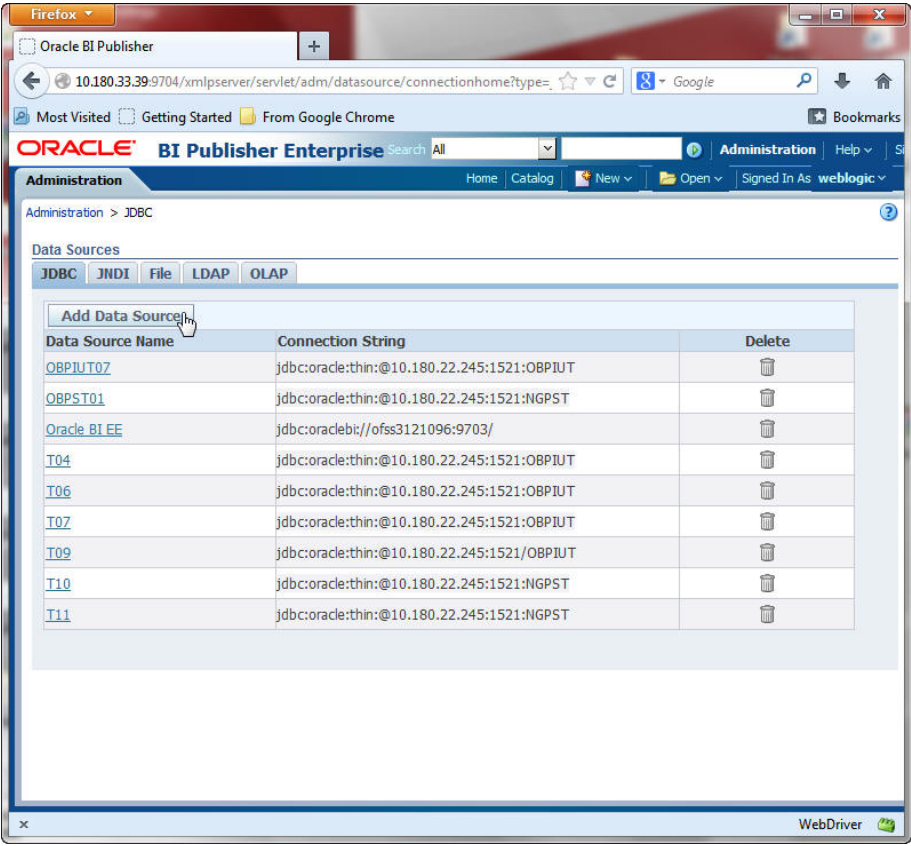 Firefox
Oracle BI Publisher +
10.180.33.39:9704/xmlpserver/servlet/adm/datasource/connectionhome?type=_ 8 Google
Most Visited Getting Started From Google Chrome Bookmarks
ORACLE BI Publisher Enterprise Search All Administration Help Si
Administration Home Catalog New Open Signed In As weblogic
Administration > JDBC ?
Data Sources
JDBC JNDI File LDAP OLAP
Add Data Source
Data Source Name Connection String Delete
OBPIUT07 jdbc:oracle:thin:@10.180.22.245:1521:OBPIUT
OBPST01 jdbc:oracle:thin:@10.180.22.245:1521:NGPST
Oracle BI EE jdbc:oraclebi://ofss3121096:9703/
T04 jdbc:oracle:thin:@10.180.22.245:1521:OBPIUT
T06 jdbc:oracle:thin:@10.180.22.245:1521:OBPIUT
T07 jdbc:oracle:thin:@10.180.22.245:1521:OBPIUT
T09 jdbc:oracle:thin:@10.180.22.245:1521/OBPIUT
T10 jdbc:oracle:thin:@10.180.22.245:1521:NGPST
T11 jdbc:oracle:thin:@10.180.22.245:1521:NGPST
x WebDriver